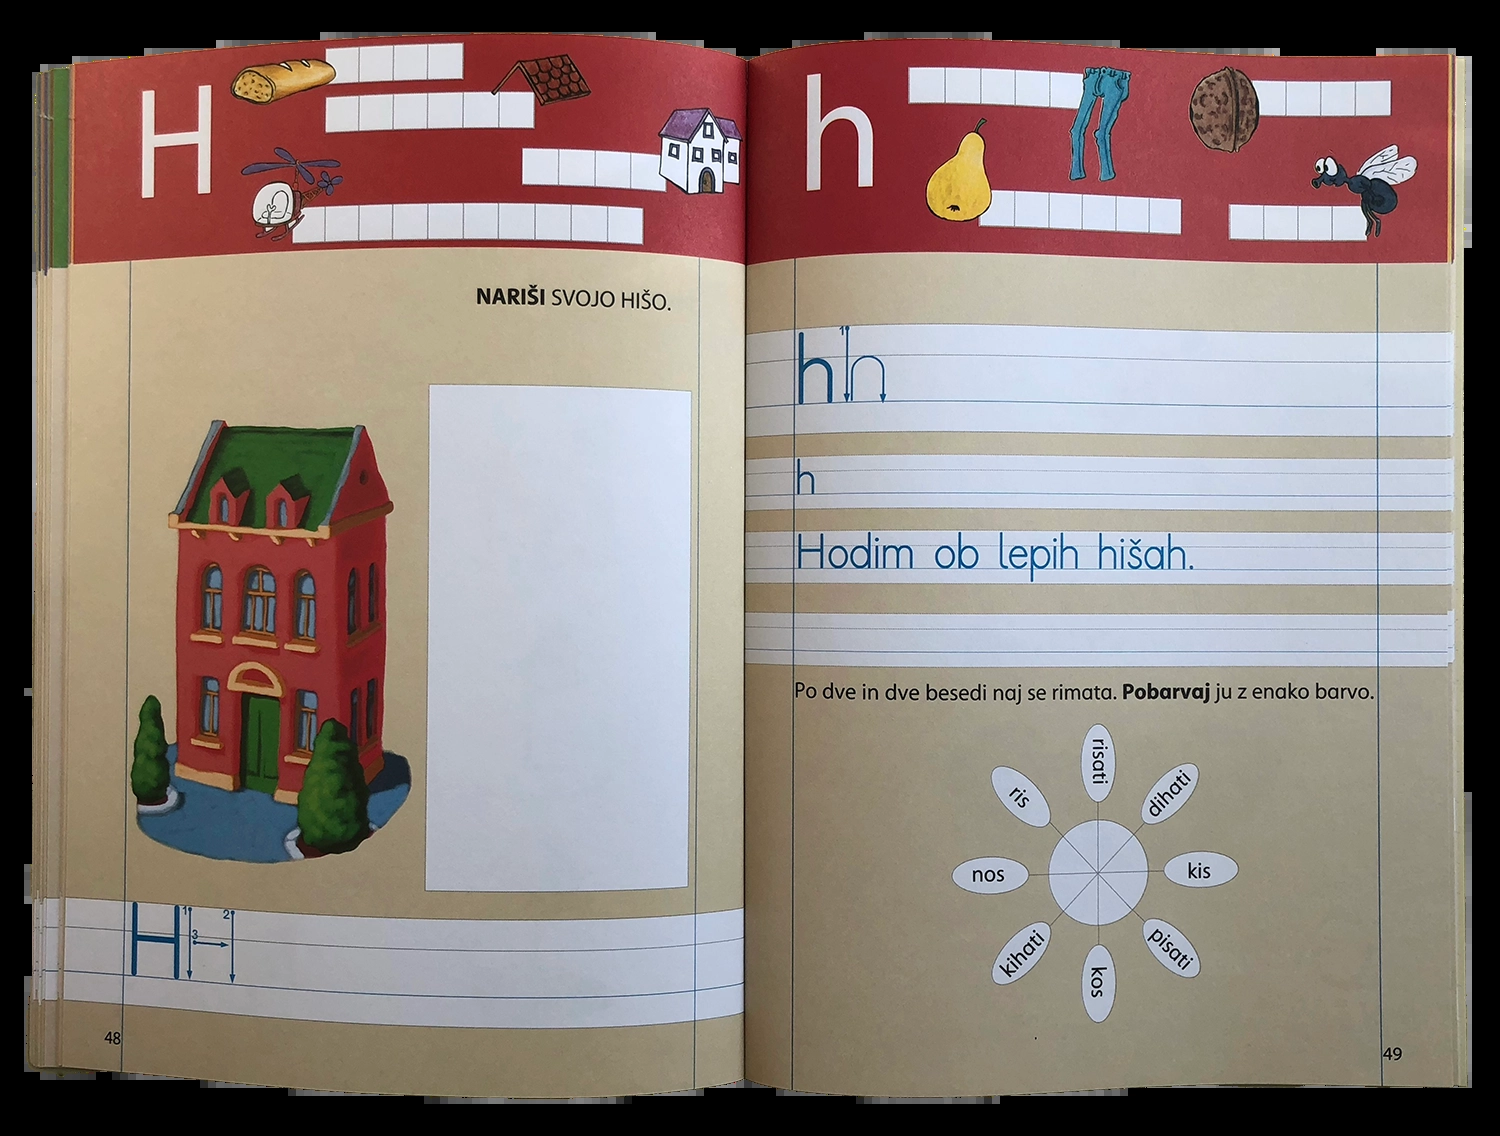 H
NARIŠI SVOJO HIŠO.
H 1 2 3
48
h
h 1
h
Hodim ob lepih hišah.
Po dve in dve besedi naj se rimata. Pobarvaj ju z enako barvo.
risati
dihati
kis
pisati
kos
kihati
nos
ris
49